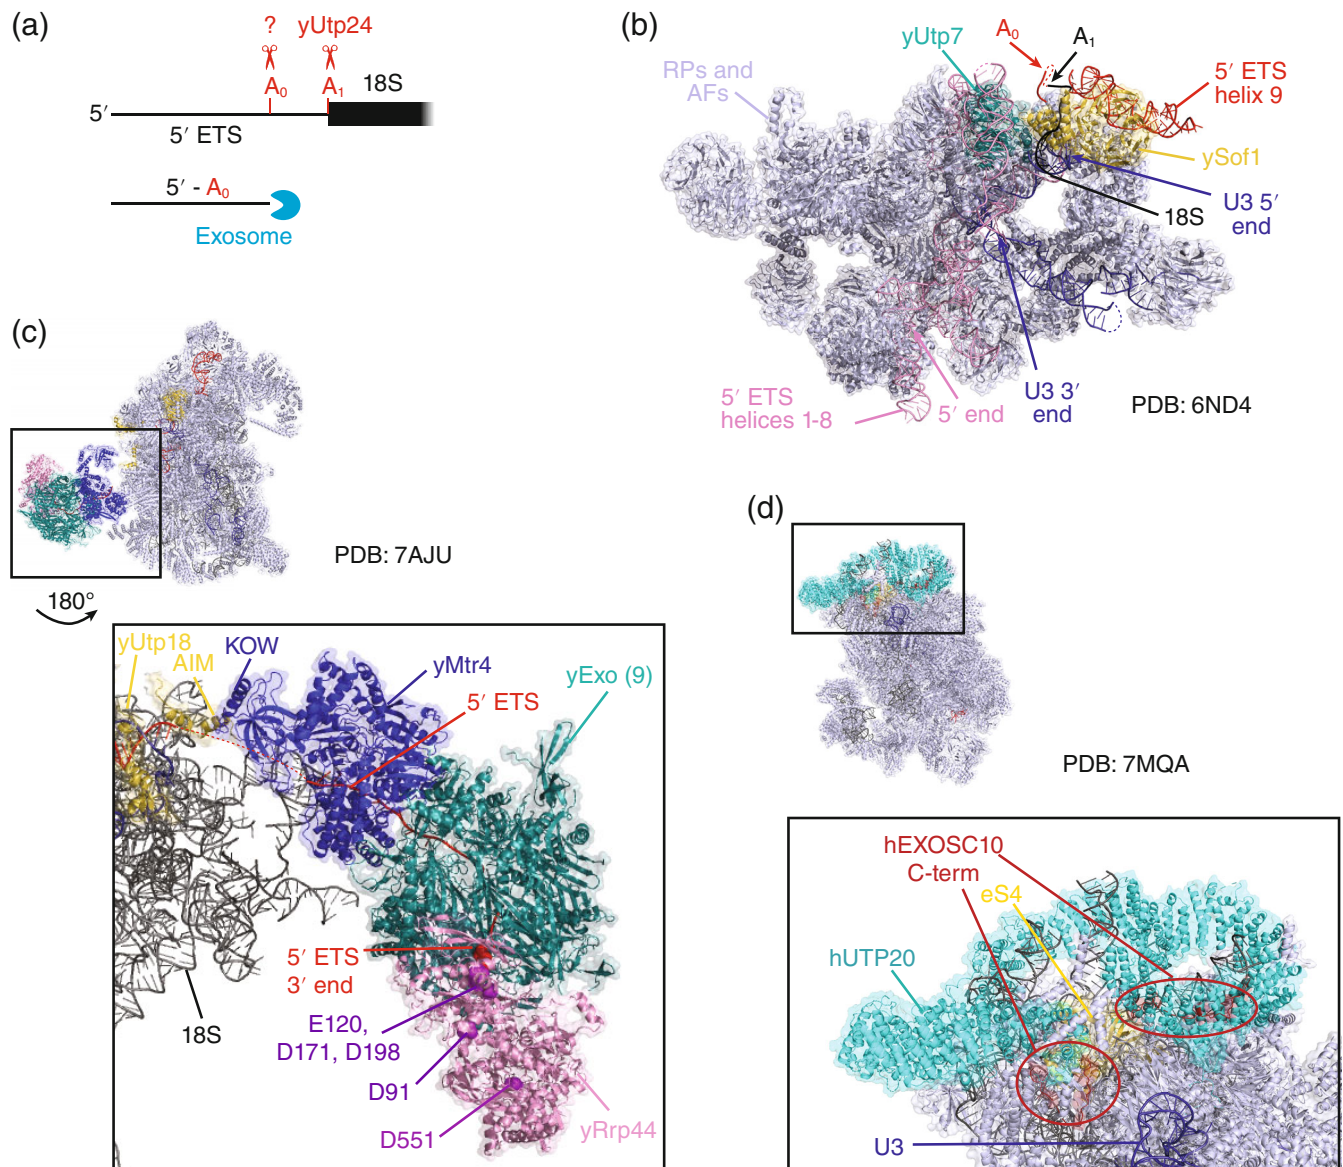 (a)
?
yUtp24
A0
A1
18S
5′
5′ ETS
5′ - A0
Exosome
(b)
yUtp7
A0
A1
RPs and
AFs
5′ ETS
helix 9
ySof1
U3 5′
end
18S
5′ ETS
helices 1-8
5′ end
U3 3′
end
PDB: 6ND4
(c)
PDB: 7AJU
180°
yUtp18
AIM
KOW
yMtr4
yExo (9)
5′ ETS
5′ ETS
3′ end
18S
E120,
D171, D198
D91
D551
yRrp44
(d)
PDB: 7MQA
hEXOSC10
C-term
eS4
hUTP20
U3